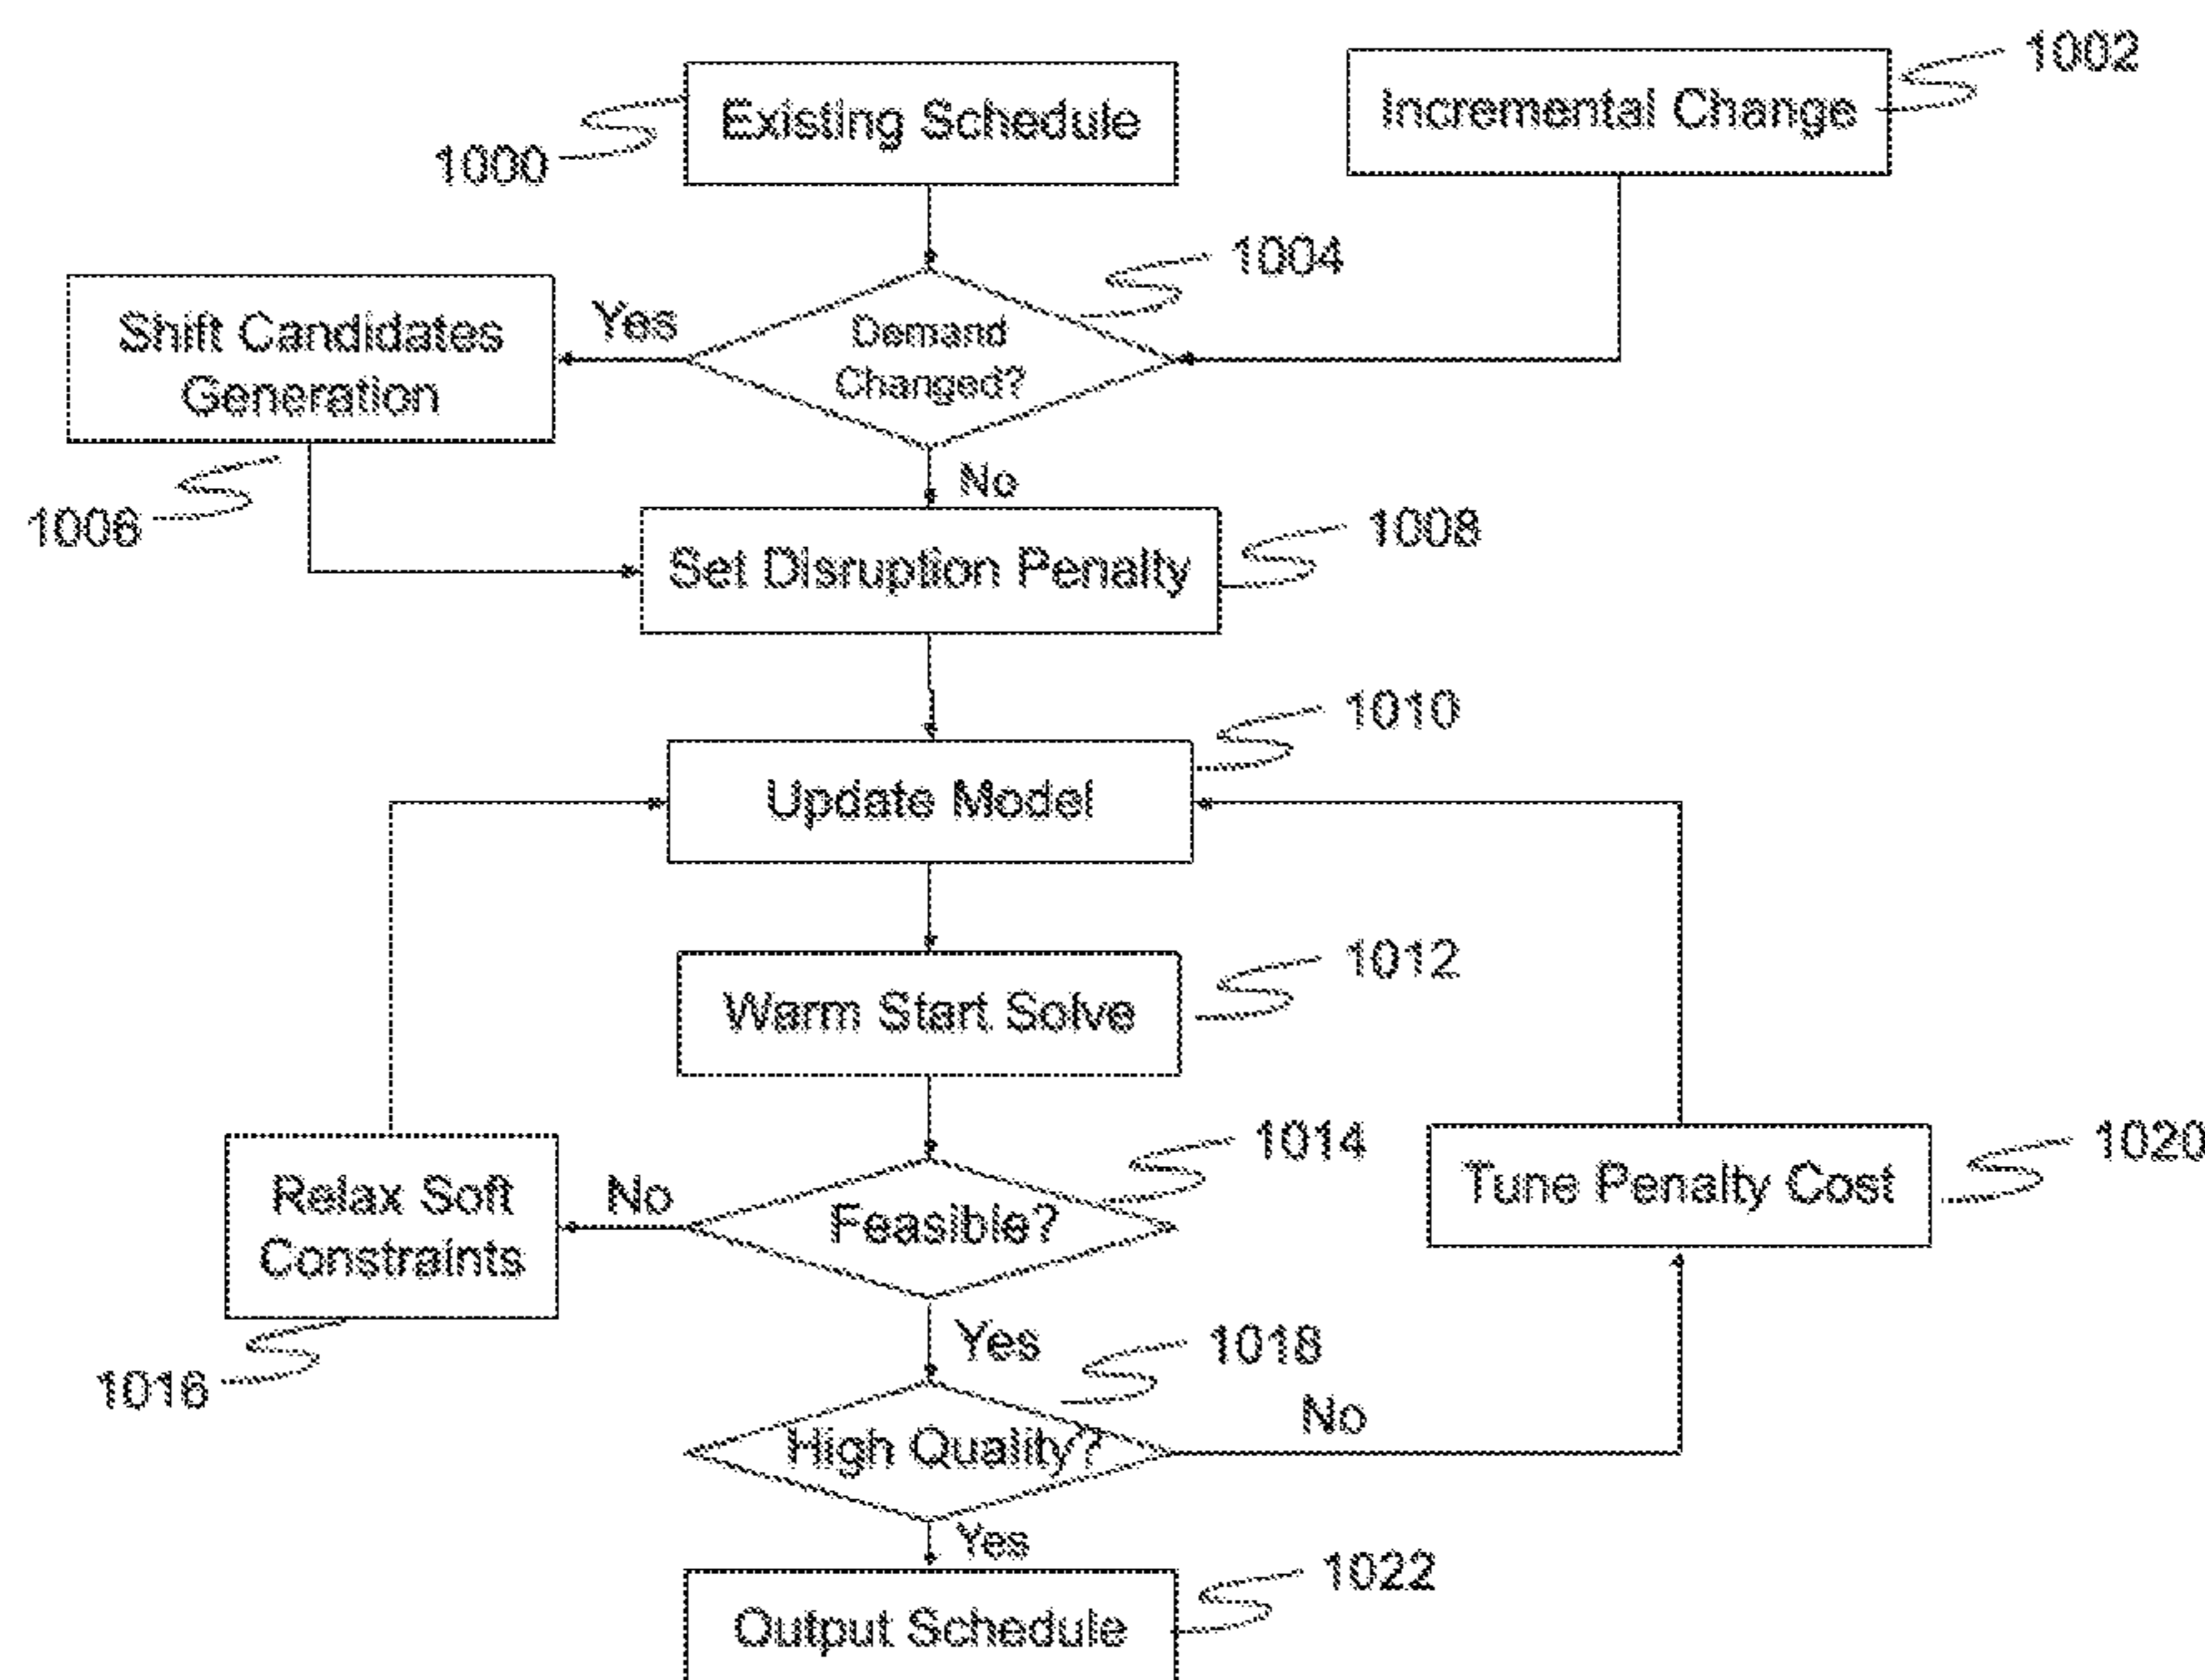 1002
Existing Schedule
Incremental Change
1000
1004
Shift Candidates
Generation
Yes
Demand
Changed?
No
1006
1008
Set Disruption Penalty
1010
Update Model
1012
Warm Start Solve
1014
1020
Relax Soft
Constraints
No
Feasible?
Tune Penalty Cost
Yes
1018
1016
No
High Quality?
Yes
1022
Output Schedule